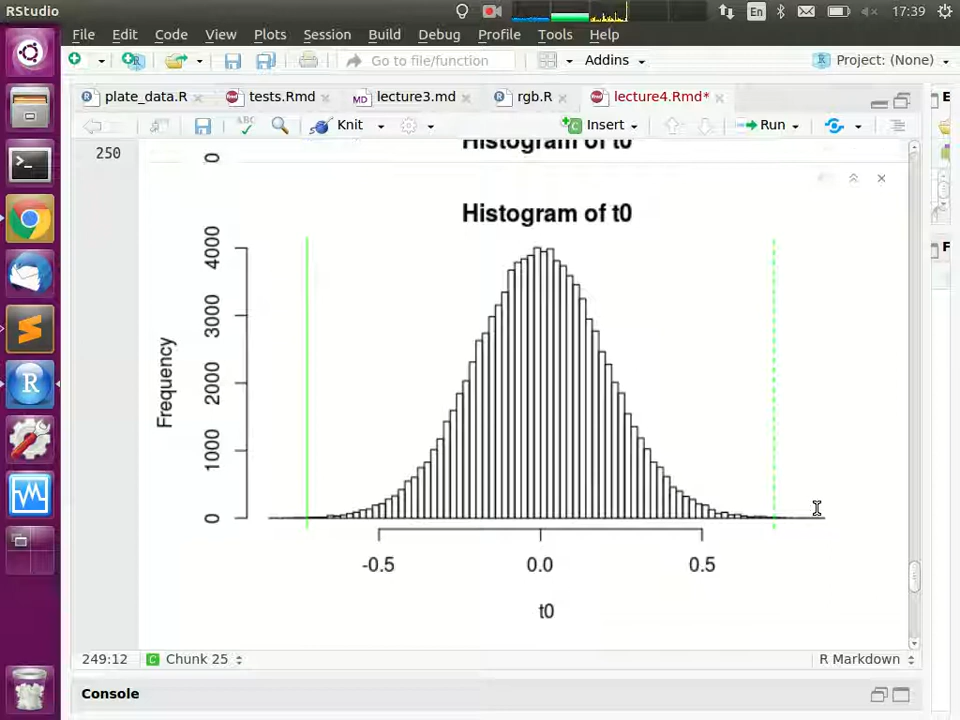 RStudio
En
17:39
File Edit Code View Plots Session Build Debug Profile Tools Help
Go to file/function
Addins
Project: (None)
plate_data.R
tests.Rmd
lecture3.md
rgb.R
lecture4.Rmd*
ABC
Knit
Insert
Run
250
0
Histogram of t0
Histogram of t0
Frequency
4000
3000
2000
1000
0
-0.5 0.0 0.5
t0
249:12
Chunk 25
R Markdown
Console